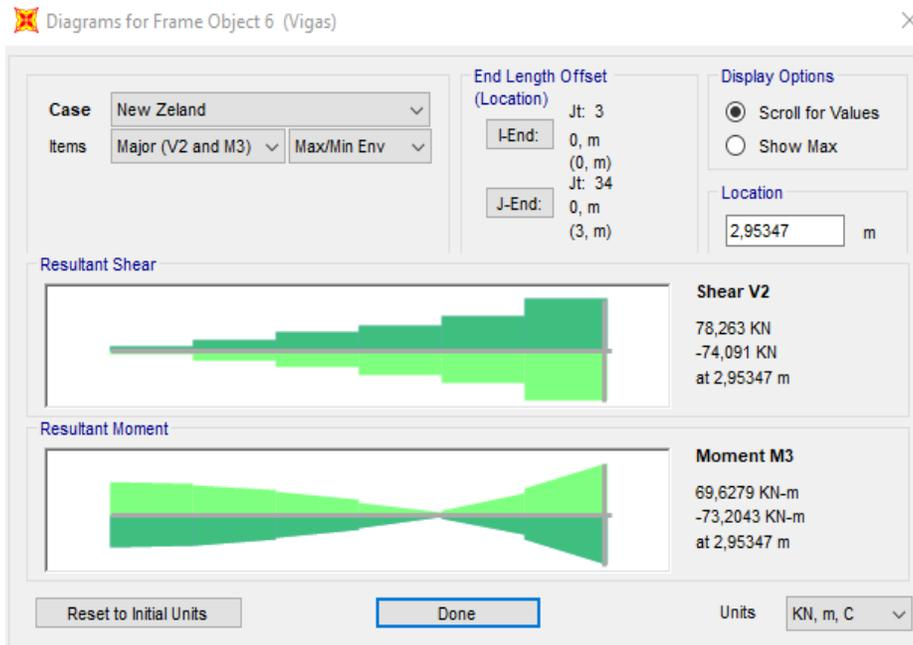 Diagrams for Frame Object 6 (Vigas)
Case New Zeland
Items Major (V2 and M3) Max/Min Env
End Length Offset
(Location)
Jt: 3
I-End: 0, m
(0, m)
Jt: 34
J-End: 0, m
(3, m)
Display Options
Scroll for Values
Show Max
Location
2,95347 m
Resultant Shear
Shear V2
78,263 KN
-74,091 KN
at 2,95347 m
Resultant Moment
Moment M3
69,6279 KN-m
-73,2043 KN-m
at 2,95347 m
Reset to Initial Units Done Units KN, m, C